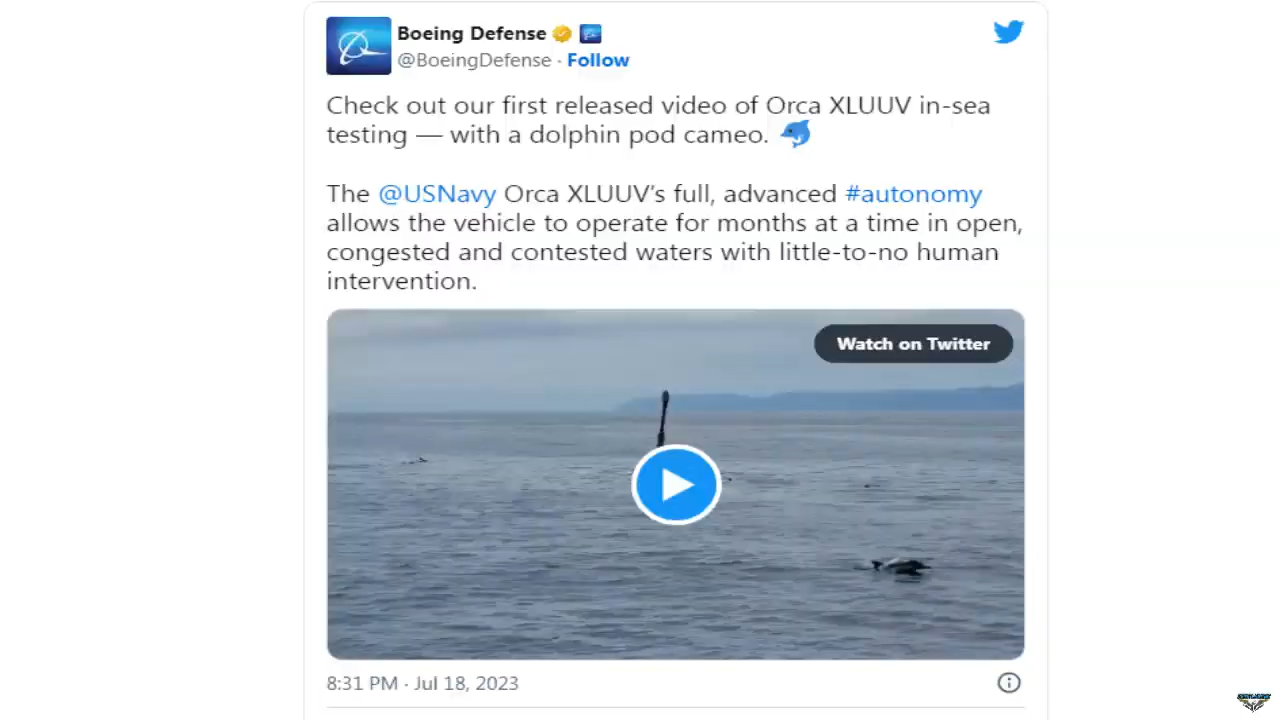 Boeing Defense
@BoeingDefense · Follow
Check out our first released video of Orca XLUUV in-sea
testing — with a dolphin pod cameo. 🐬
The @USNavy Orca XLUUV's full, advanced #autonomy
allows the vehicle to operate for months at a time in open,
congested and contested waters with little-to-no human
intervention.
Watch on Twitter
8:31 PM · Jul 18, 2023